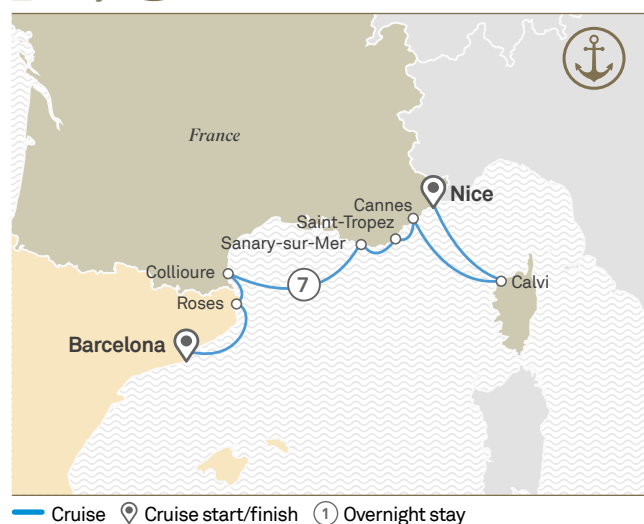 France
Nice
Cannes
Saint-Tropez
Sanary-sur-Mer
Collioure
7
Calvi
Roses
Barcelona
Cruise Cruise start/finish 1 Overnight stay